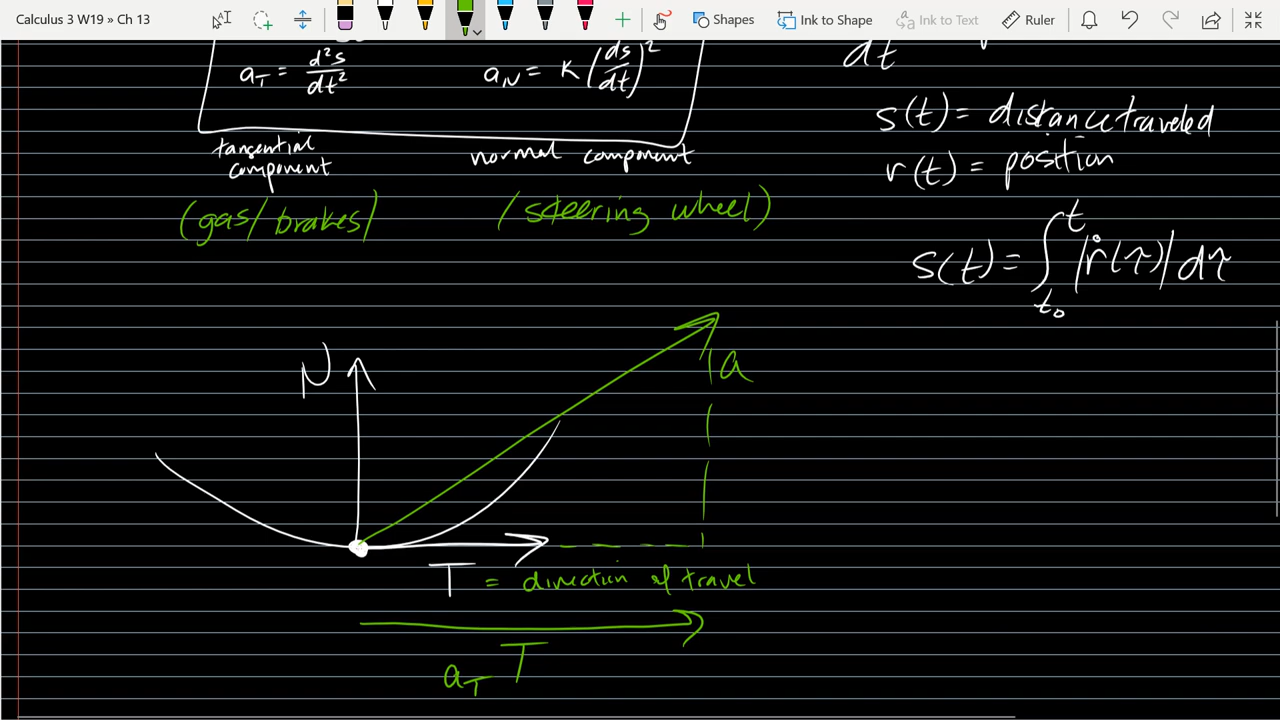 Calculus 3 W19 » Ch 13
Shapes
Ink to Shape
Ink to Text
Ruler
a_T = d²s/dt²
a_N = κ(ds/dt)²
tangential component
normal component
(gas/brakes)
(steering wheel)
dt
s(t) = distance traveled
r(t) = position
s(t) = ∫_{t₀}^{t} |ṙ(τ)| dτ
N
a
T = direction of travel
a_T T